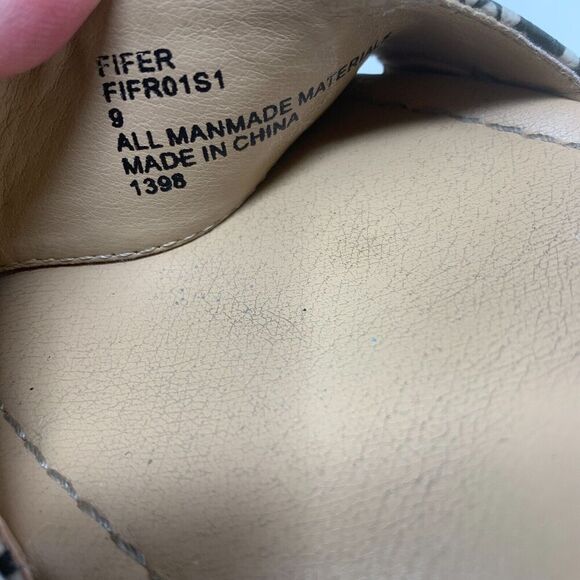 FIFER
FIFR01S1
9
ALL MANMADE MATERIALS
MADE IN CHINA
1398